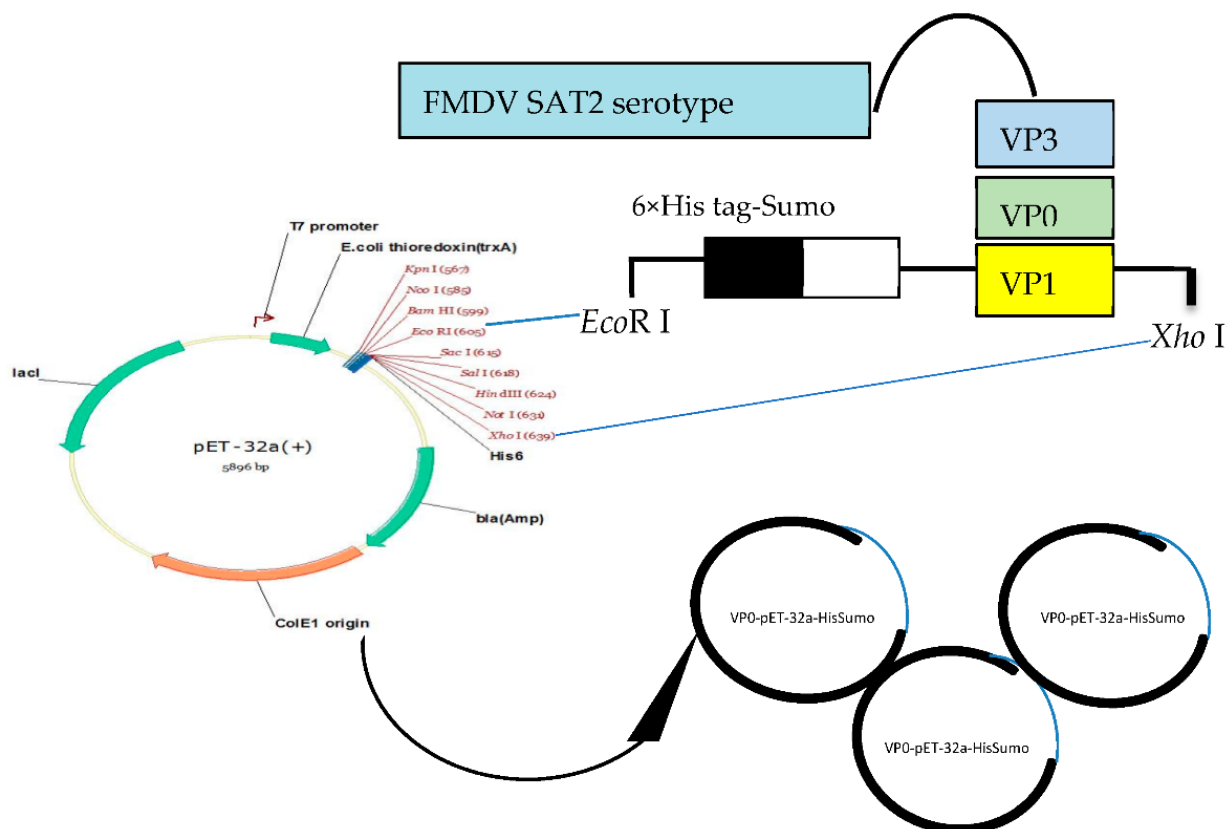 FMDV SAT2 serotype
VP3
VP0
VP1
6×His tag-Sumo
EcoR I
Xho I
T7 promoter
E.coli thioredoxin(trxA)
Kpn I (567)
Nco I (585)
Bam HI (599)
Eco RI (605)
Sac I (615)
Sal I (618)
Hin dIII (624)
Not I (631)
Xho I (639)
His6
lacI
pET-32a(+)
5896 bp
bla(Amp)
ColE1 origin
VP0-pET-32a-HisSumo
VP0-pET-32a-HisSumo
VP0-pET-32a-HisSumo